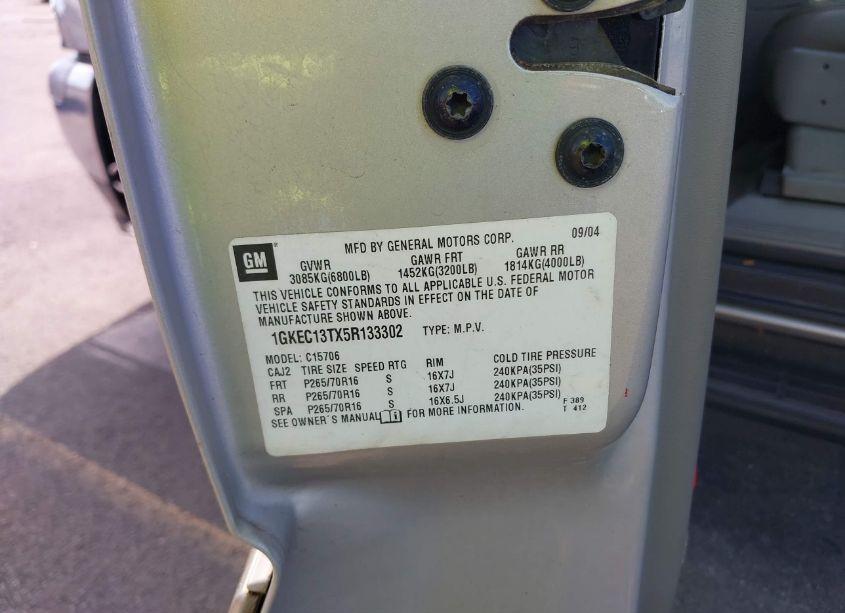 GM ®
MFD BY GENERAL MOTORS CORP. 09/04
GVWR GAWR FRT GAWR RR
3085KG(6800LB) 1452KG(3200LB) 1814KG(4000LB)
THIS VEHICLE CONFORMS TO ALL APPLICABLE U.S. FEDERAL MOTOR
VEHICLE SAFETY STANDARDS IN EFFECT ON THE DATE OF
MANUFACTURE SHOWN ABOVE.
1GKEC13TX5R133302 TYPE: M.P.V.
MODEL: C15706
CAJ2 TIRE SIZE SPEED RTG RIM COLD TIRE PRESSURE
FRT P265/70R16 S 16X7J 240KPA(35PSI)
RR P265/70R16 S 16X7J 240KPA(35PSI)
SPA P265/70R16 S 16X6.5J 240KPA(35PSI)
SEE OWNER'S MANUAL i FOR MORE INFORMATION.
F 389
T 412